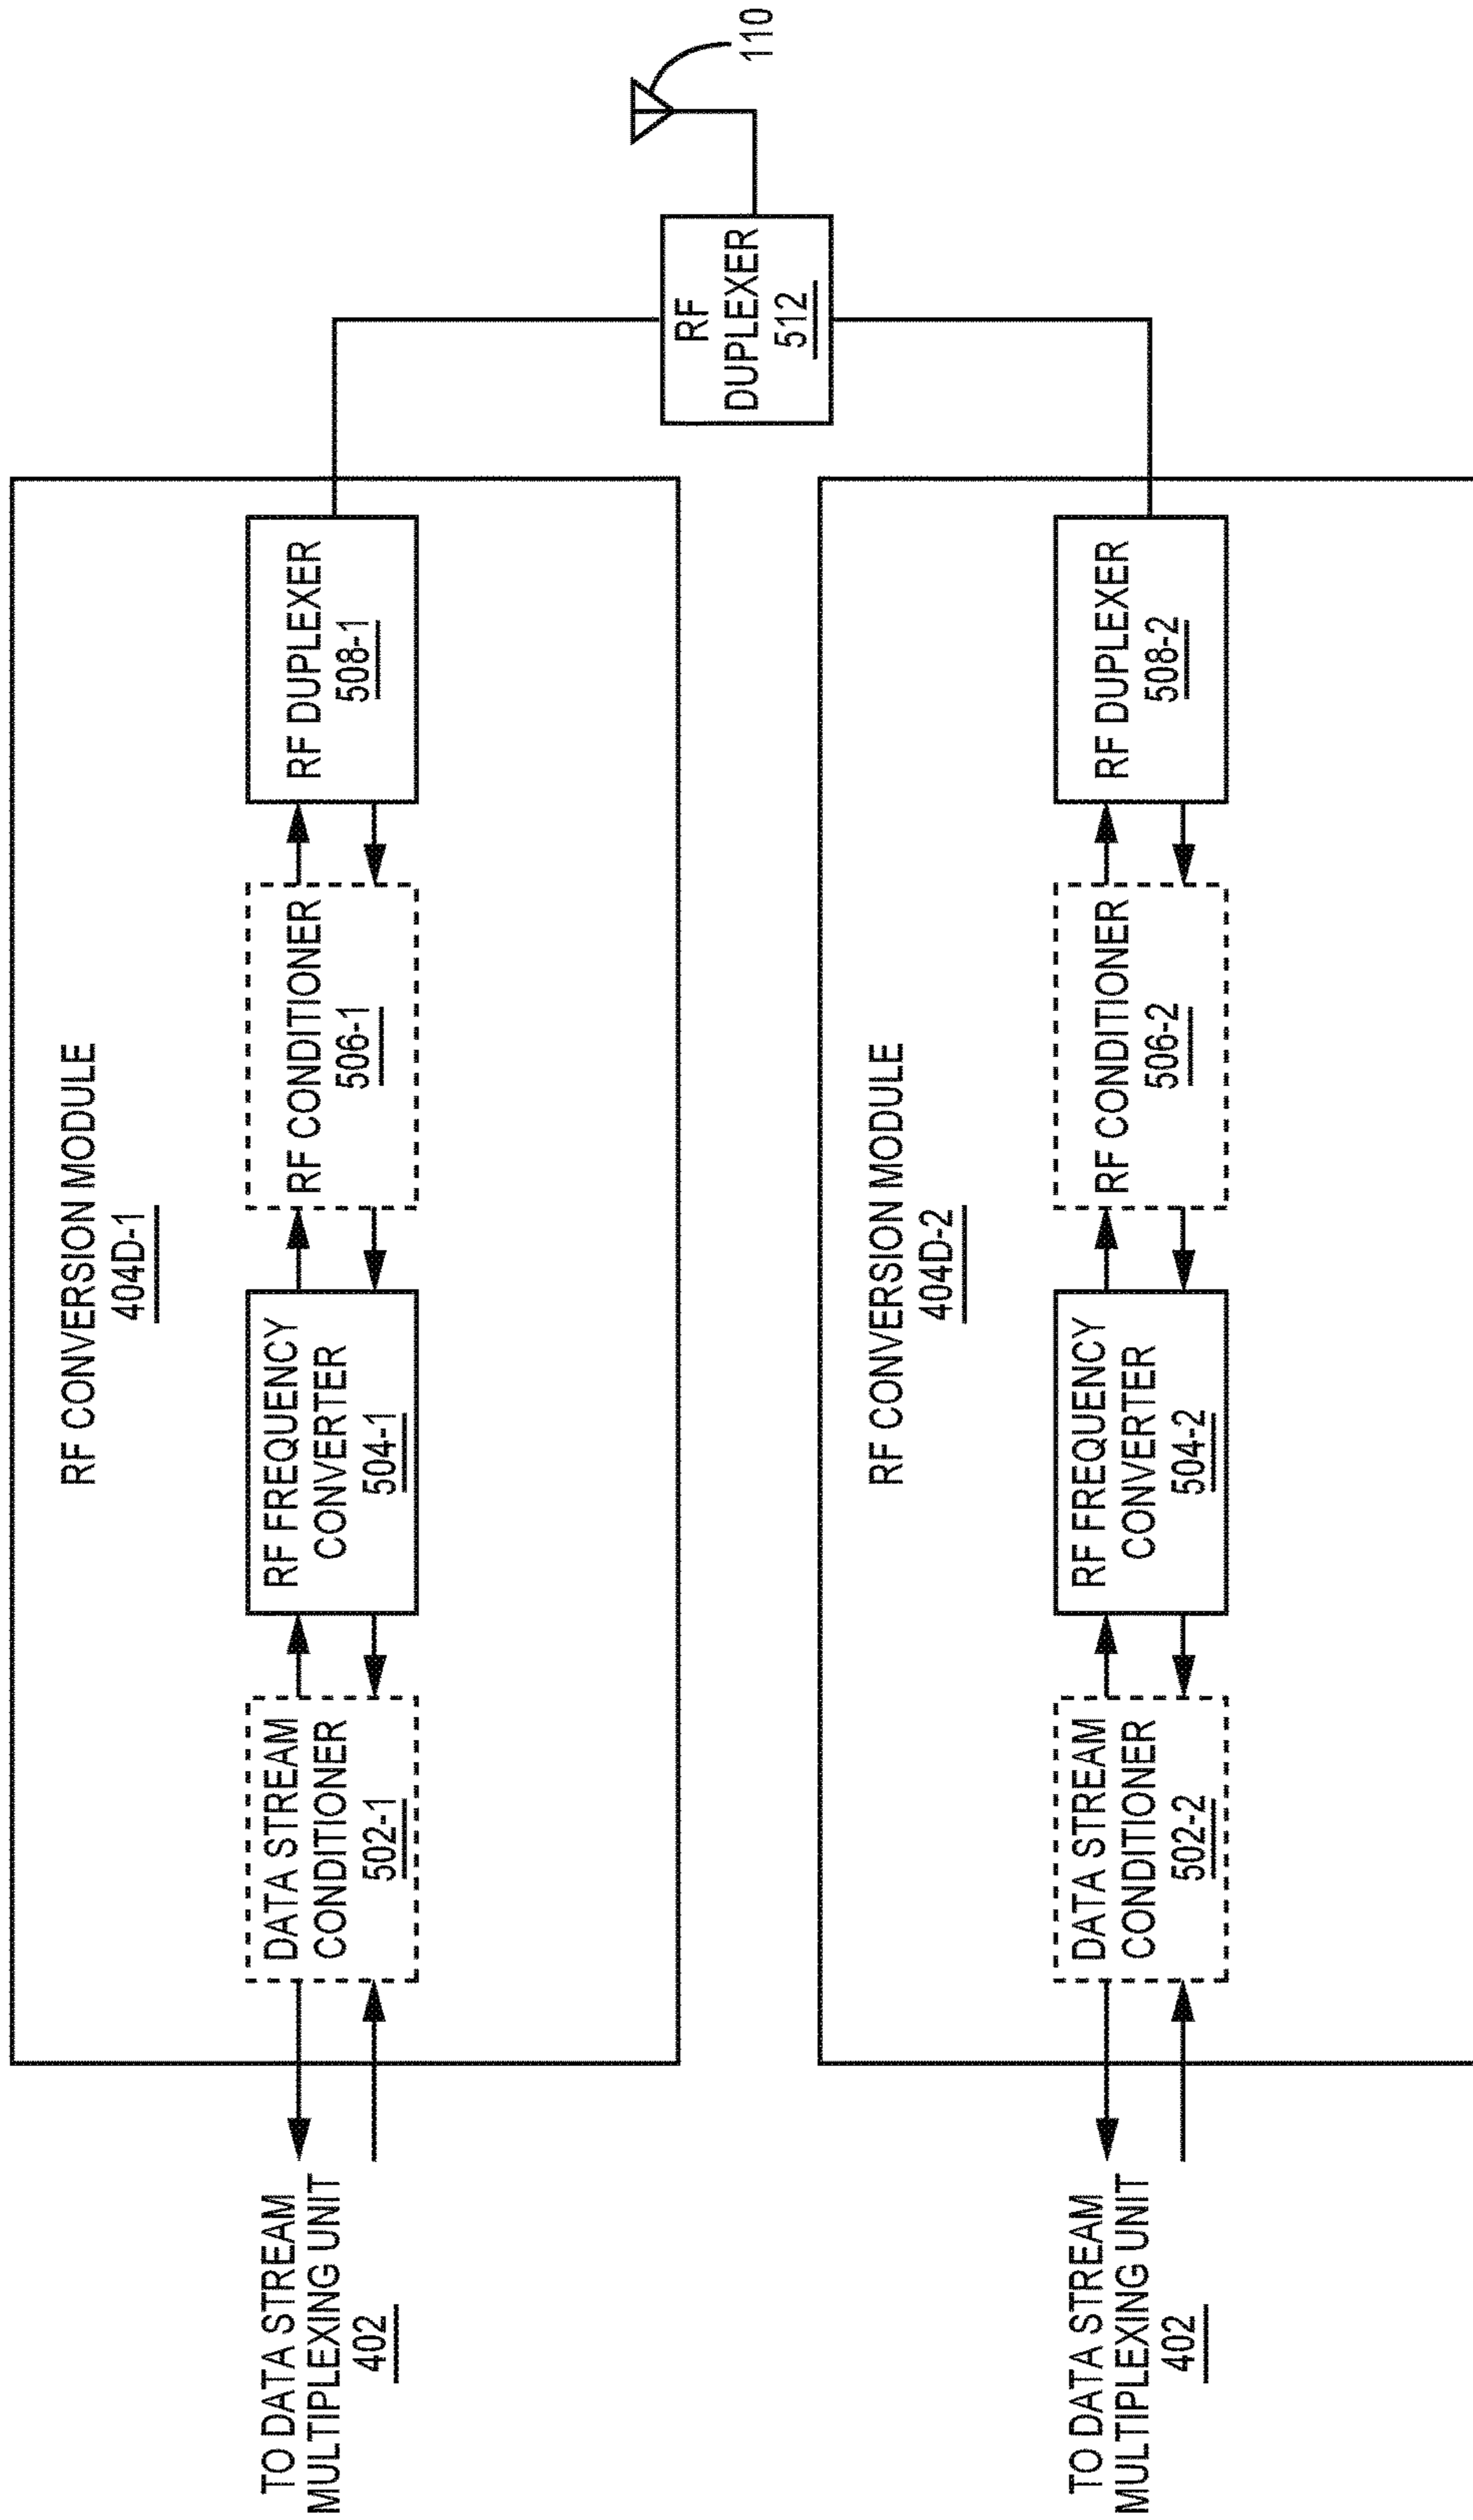 RF CONVERSION MODULE
404D-1
TO DATA STREAM
MULTIPLEXING UNIT
402
DATA STREAM
CONDITIONER
502-1
RF FREQUENCY
CONVERTER
504-1
RF CONDITIONER
506-1
RF DUPLEXER
508-1
RF
DUPLEXER
512
110
RF CONVERSION MODULE
404D-2
TO DATA STREAM
MULTIPLEXING UNIT
402
DATA STREAM
CONDITIONER
502-2
RF FREQUENCY
CONVERTER
504-2
RF CONDITIONER
506-2
RF DUPLEXER
508-2